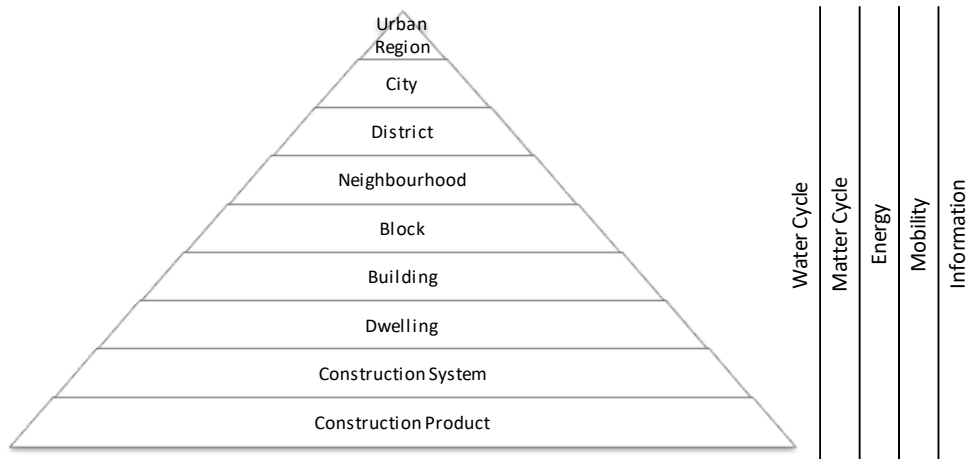 Urban
Region
City
District
Neighbourhood
Block
Building
Dwelling
Construction System
Construction Product
Water Cycle
Matter Cycle
Energy
Mobility
Information